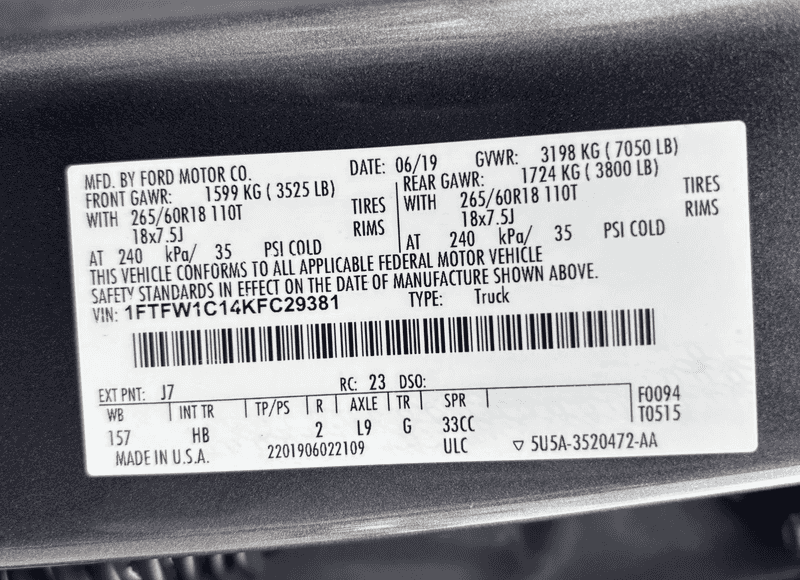 MFD. BY FORD MOTOR CO. DATE: 06/19 GVWR: 3198 KG ( 7050 LB)
FRONT GAWR: 1599 KG ( 3525 LB) REAR GAWR: 1724 KG ( 3800 LB)
WITH 265/60R18 110T TIRES WITH 265/60R18 110T TIRES
18x7.5J RIMS 18x7.5J RIMS
AT 240 kPa/ 35 PSI COLD AT 240 kPa/ 35 PSI COLD
THIS VEHICLE CONFORMS TO ALL APPLICABLE FEDERAL MOTOR VEHICLE
SAFETY STANDARDS IN EFFECT ON THE DATE OF MANUFACTURE SHOWN ABOVE.
VIN: 1FTFW1C14KFC29381 TYPE: Truck
EXT PNT: J7 RC: 23 DSO:
WB INT TR TP/PS R AXLE TR SPR F0094
157 HB 2 L9 G 33CC T0515
MADE IN U.S.A. 2201906022109 ULC ▽ 5U5A-3520472-AA